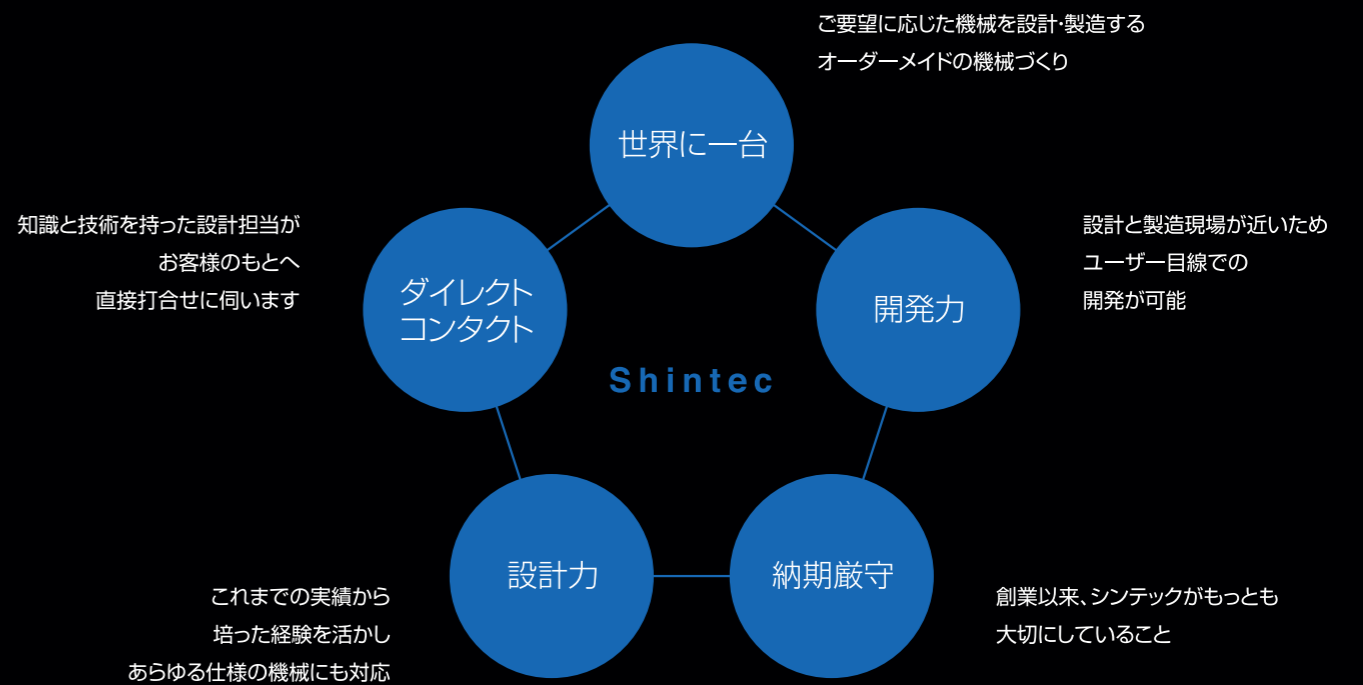 ご要望に応じた機械を設計・製造する
オーダーメイドの機械づくり
世界に一台
知識と技術を持った設計担当が
お客様のもとへ
直接打合せに伺います
ダイレクト
コンタクト
開発力
設計と製造現場が近いため
ユーザー目線での
開発が可能
Shintec
設計力
これまでの実績から
培った経験を活かし
あらゆる仕様の機械にも対応
納期厳守
創業以来、シンテックがもっとも
大切にしていること